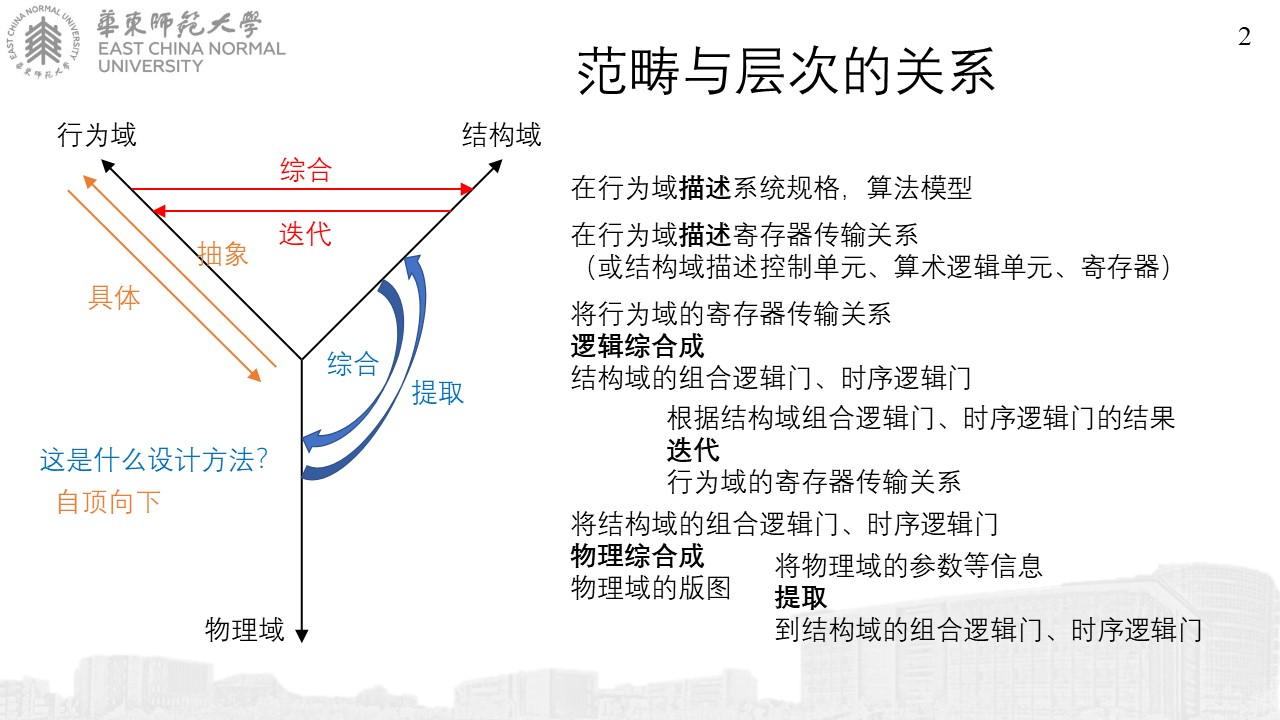 EAST CHINA NORMAL UNIVERSITY
華東師範大學
華東師范大學
EAST CHINA NORMAL
UNIVERSITY
2
范畴与层次的关系
行为域
结构域
综合
迭代
抽象
具体
综合
提取
这是什么设计方法?
自顶向下
物理域
在行为域描述系统规格，算法模型
在行为域描述寄存器传输关系
（或结构域描述控制单元、算术逻辑单元、寄存器）
将行为域的寄存器传输关系
逻辑综合成
结构域的组合逻辑门、时序逻辑门
根据结构域组合逻辑门、时序逻辑门的结果
迭代
行为域的寄存器传输关系
将结构域的组合逻辑门、时序逻辑门
物理综合成
物理域的版图
将物理域的参数等信息
提取
到结构域的组合逻辑门、时序逻辑门